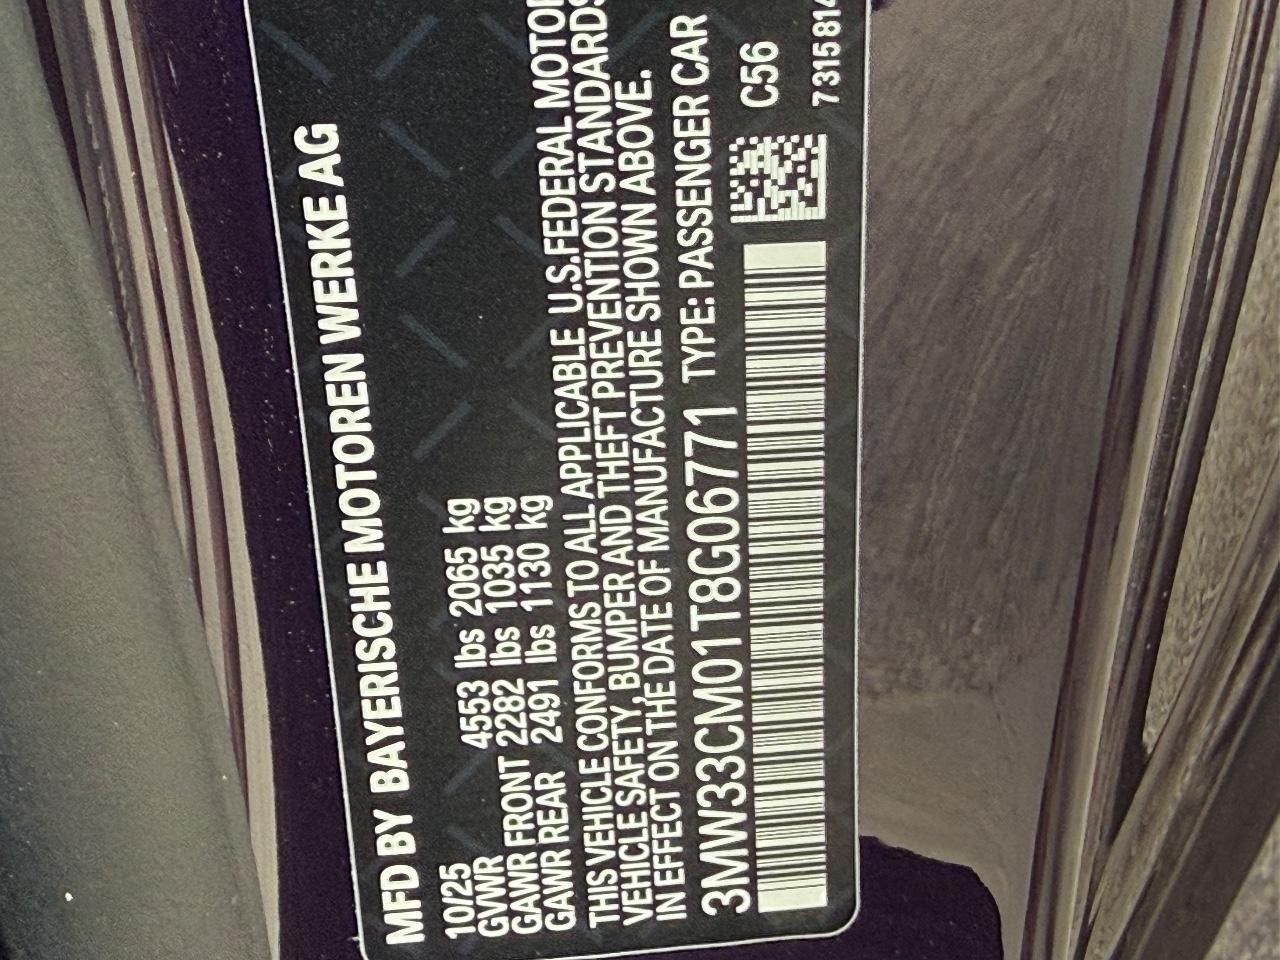 MFD BY BAYERISCHE MOTOREN WERKE AG
10/25
GVWR 4553 lbs 2065 kg
GAWR FRONT 2282 lbs 1035 kg
GAWR REAR 2491 lbs 1130 kg
THIS VEHICLE CONFORMS TO ALL APPLICABLE U.S.FEDERAL MOTOR
VEHICLE SAFETY, BUMPER AND THEFT PREVENTION STANDARDS
IN EFFECT ON THE DATE OF MANUFACTURE SHOWN ABOVE.
3MW33CM01T8G06771 TYPE: PASSENGER CAR
C56
7315814